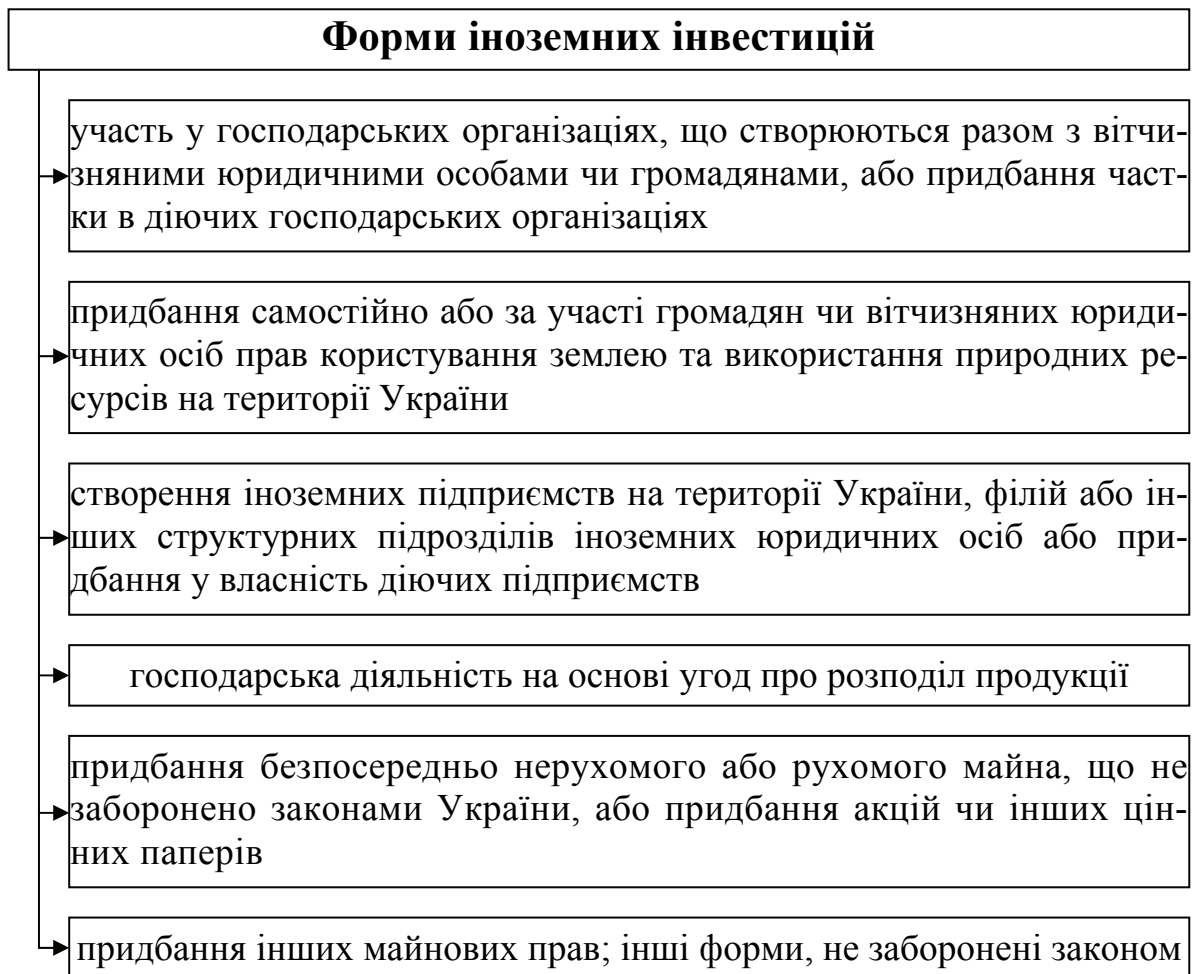 Форми іноземних інвестицій
участь у господарських організаціях, що створюються разом з вітчи-
зняними юридичними особами чи громадянами, або придбання част-
ки в діючих господарських організаціях
придбання самостійно або за участі громадян чи вітчизняних юриди-
чних осіб прав користування землею та використання природних ре-
сурсів на території України
створення іноземних підприємств на території України, філій або ін-
ших структурних підрозділів іноземних юридичних осіб або при-
дбання у власність діючих підприємств
господарська діяльність на основі угод про розподіл продукції
придбання безпосередньо нерухомого або рухомого майна, що не
заборонено законами України, або придбання акцій чи інших цін-
них паперів
придбання інших майнових прав; інші форми, не заборонені законом